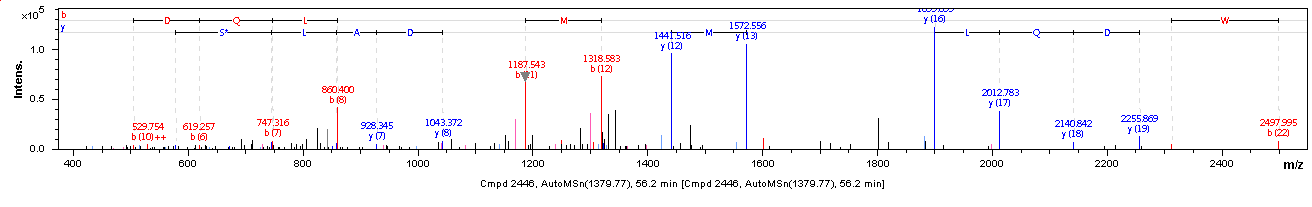 x10⁵
Intens.
1.0
0.5
0.0
b D Q L M W
y S* L A D M L Q D
y (16)
1572.556
y (13)
1441.516
y (12)
1187.543
1318.583
b (12)
860.400
b (8)
2012.783
y (17)
529.754
b (10) ++
619.257
b (6)
747.316
b (7)
928.345
y (7)
1043.372
y (8)
2140.842
y (18)
2255.869
y (19)
2497.995
b (22)
400 600 800 1000 1200 1400 1600 1800 2000 2200 2400 m/z
Cmpd 2446, AutoMSn(1379.77), 56.2 min [Cmpd 2446, AutoMSn(1379.77), 56.2 min]